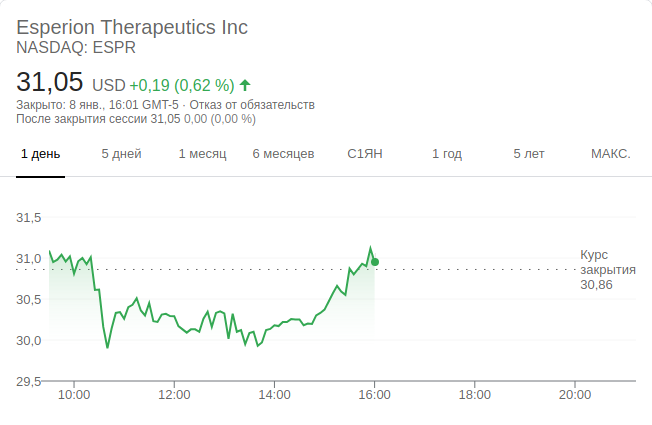 Esperion Therapeutics Inc
NASDAQ: ESPR
31,05 USD +0,19 (0,62 %)
Закрыто: 8 янв., 16:01 GMT-5 · Отказ от обязательств
После закрытия сессии 31,05 0,00 (0,00 %)
1 день 5 дней 1 месяц 6 месяцев С1ЯН 1 год 5 лет МАКС.
31,5
31,0
30,5
30,0
29,5
Курс
закрытия
30,86
10:00 12:00 14:00 16:00 18:00 20:00